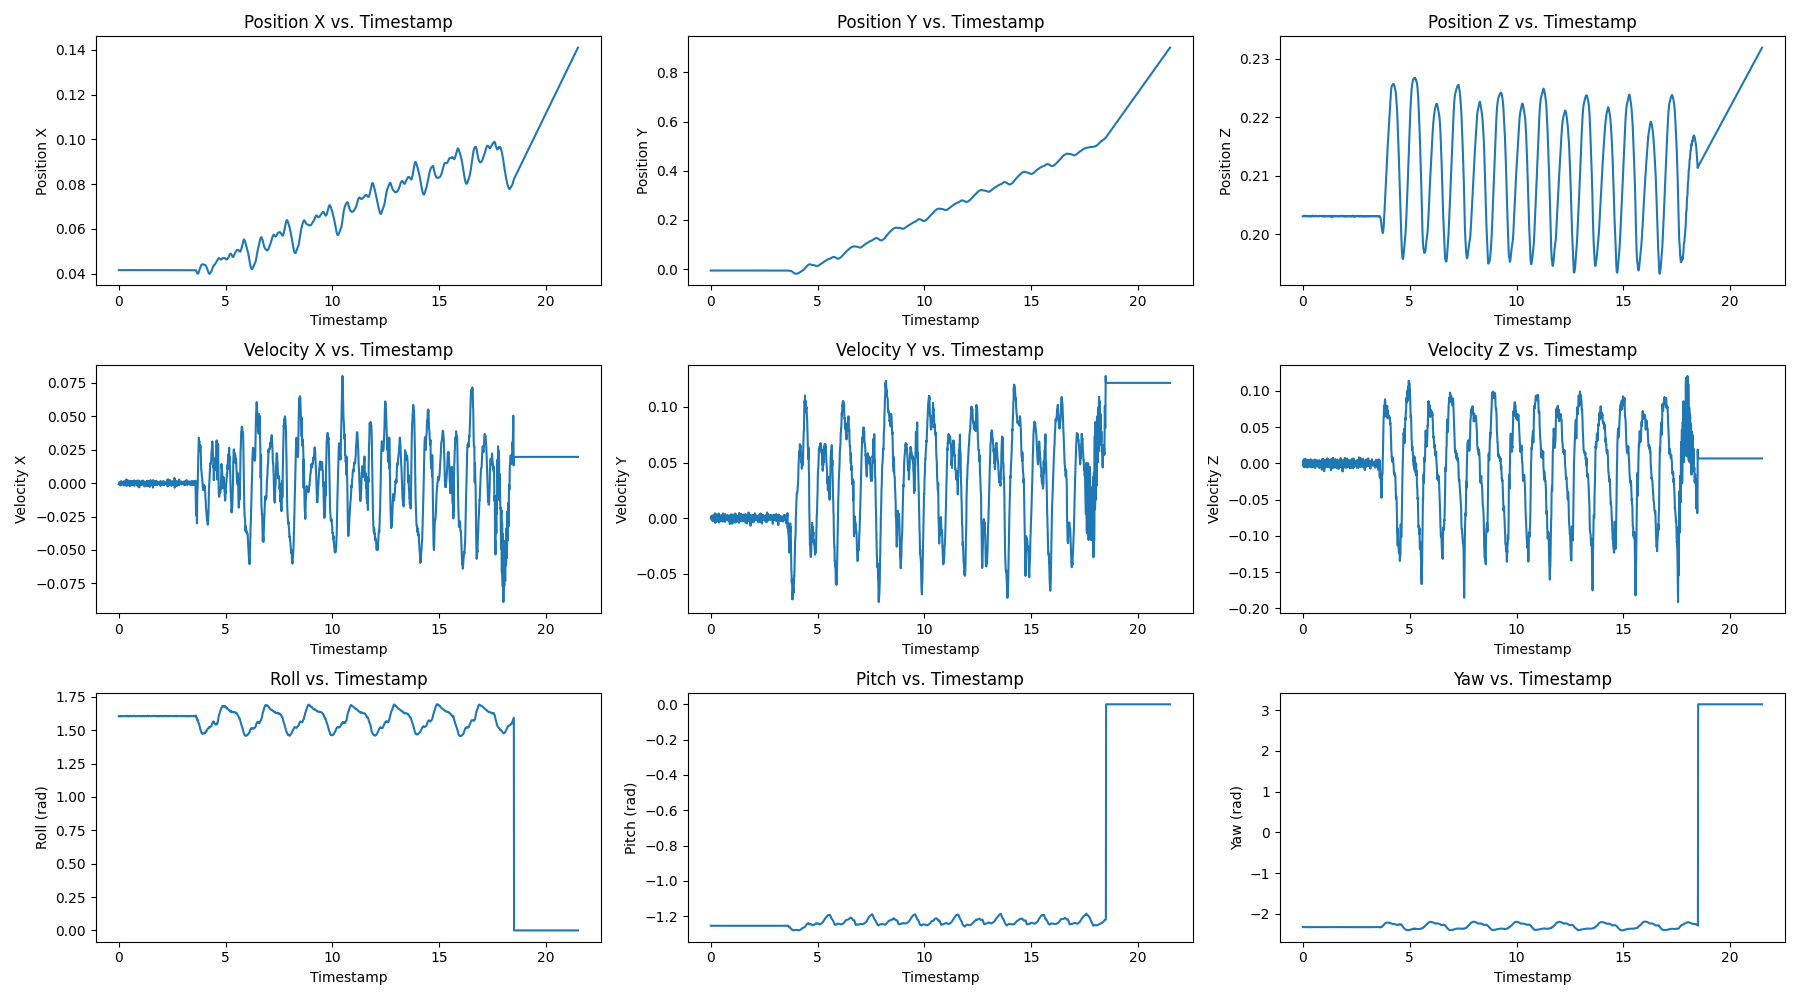 Position X vs. Timestamp
Position X
0.14
0.12
0.10
0.08
0.06
0.04
0 5 10 15 20
Timestamp
Position Y vs. Timestamp
Position Y
0.8
0.6
0.4
0.2
0.0
0 5 10 15 20
Timestamp
Position Z vs. Timestamp
Position Z
0.23
0.22
0.21
0.20
0 5 10 15 20
Timestamp
Velocity X vs. Timestamp
Velocity X
0.075
0.050
0.025
0.000
−0.025
−0.050
−0.075
0 5 10 15 20
Timestamp
Velocity Y vs. Timestamp
Velocity Y
0.10
0.05
0.00
−0.05
0 5 10 15 20
Timestamp
Velocity Z vs. Timestamp
Velocity Z
0.10
0.05
0.00
−0.05
−0.10
−0.15
−0.20
0 5 10 15 20
Timestamp
Roll vs. Timestamp
Roll (rad)
1.75
1.50
1.25
1.00
0.75
0.50
0.25
0.00
0 5 10 15 20
Timestamp
Pitch vs. Timestamp
Pitch (rad)
0.0
−0.2
−0.4
−0.6
−0.8
−1.0
−1.2
0 5 10 15 20
Timestamp
Yaw vs. Timestamp
Yaw (rad)
3
2
1
0
−1
−2
0 5 10 15 20
Timestamp